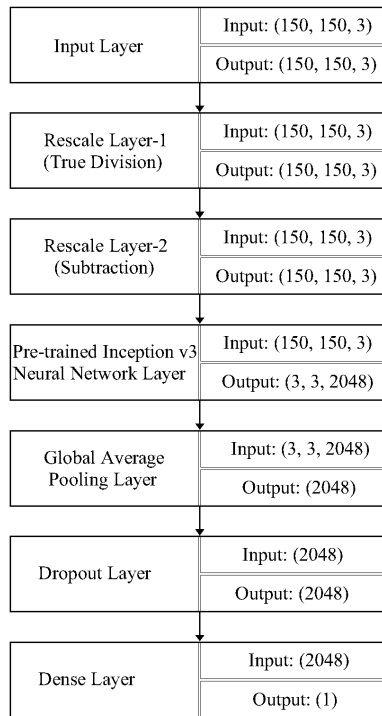 Input Layer
Input: (150, 150, 3)
Output: (150, 150, 3)
Rescale Layer-1
(True Division)
Input: (150, 150, 3)
Output: (150, 150, 3)
Rescale Layer-2
(Subtraction)
Input: (150, 150, 3)
Output: (150, 150, 3)
Pre-trained Inception v3
Neural Network Layer
Input: (150, 150, 3)
Output: (3, 3, 2048)
Global Average
Pooling Layer
Input: (3, 3, 2048)
Output: (2048)
Dropout Layer
Input: (2048)
Output: (2048)
Dense Layer
Input: (2048)
Output: (1)